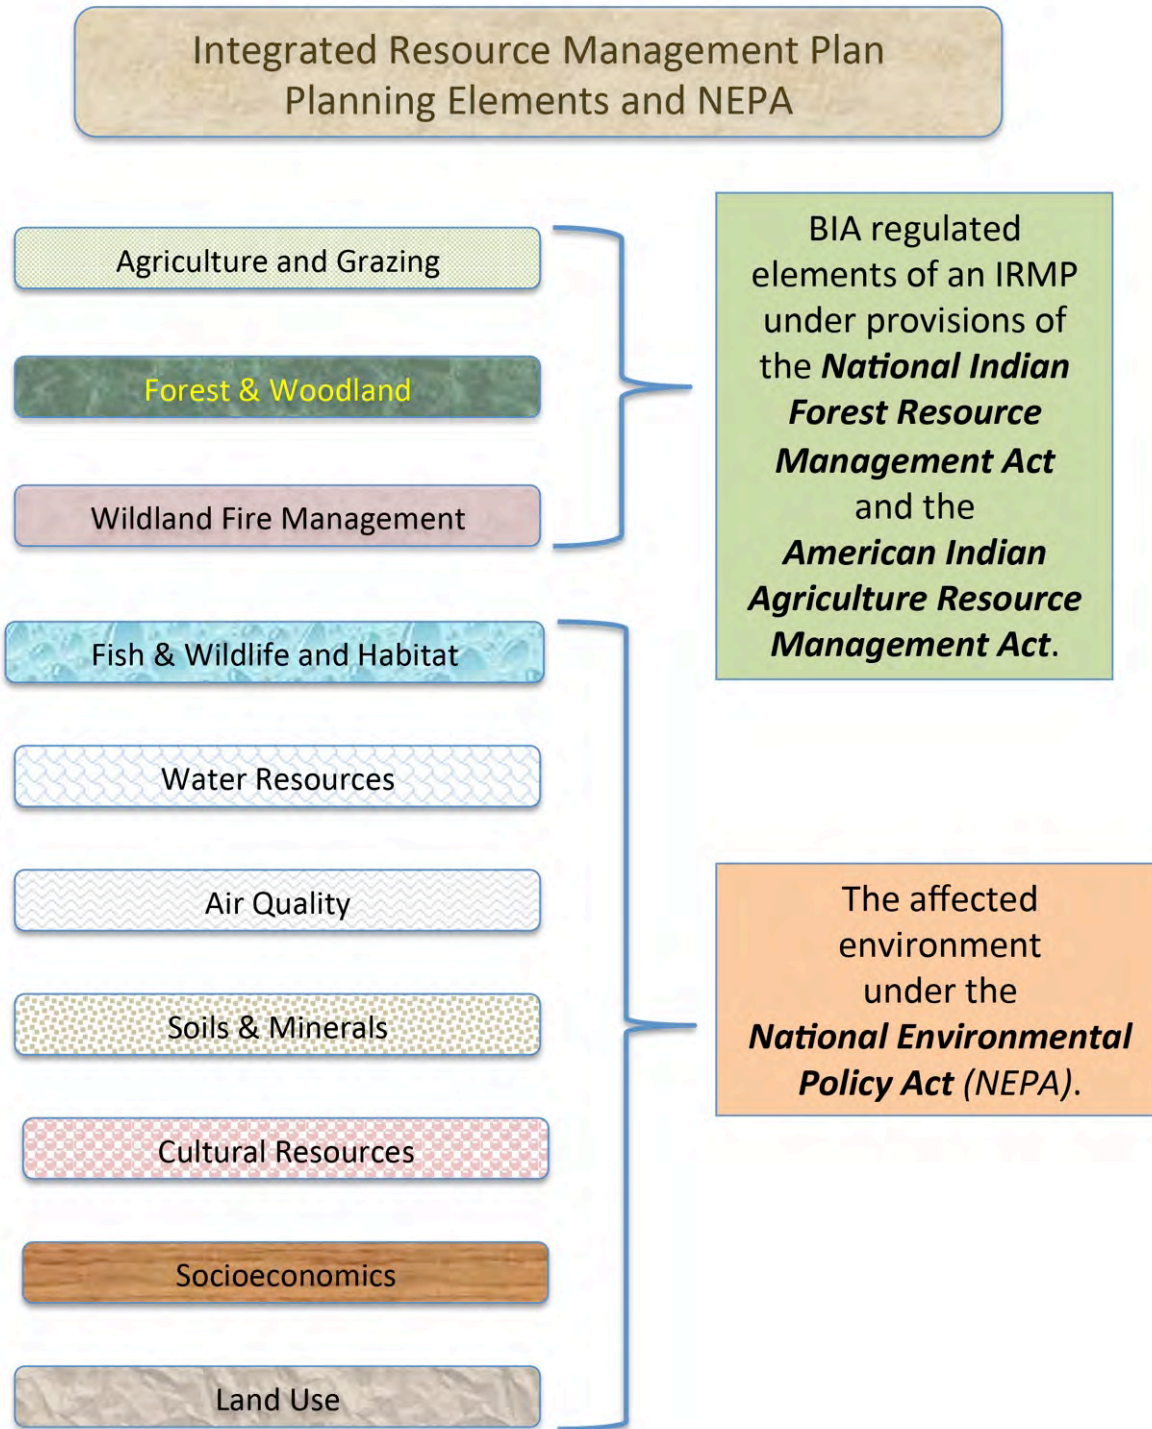 Integrated Resource Management Plan
Planning Elements and NEPA
Agriculture and Grazing
Forest & Woodland
Wildland Fire Management
BIA regulated
elements of an IRMP
under provisions of
the National Indian
Forest Resource
Management Act
and the
American Indian
Agriculture Resource
Management Act.
Fish & Wildlife and Habitat
Water Resources
Air Quality
Soils & Minerals
Cultural Resources
Socioeconomics
Land Use
The affected
environment
under the
National Environmental
Policy Act (NEPA).